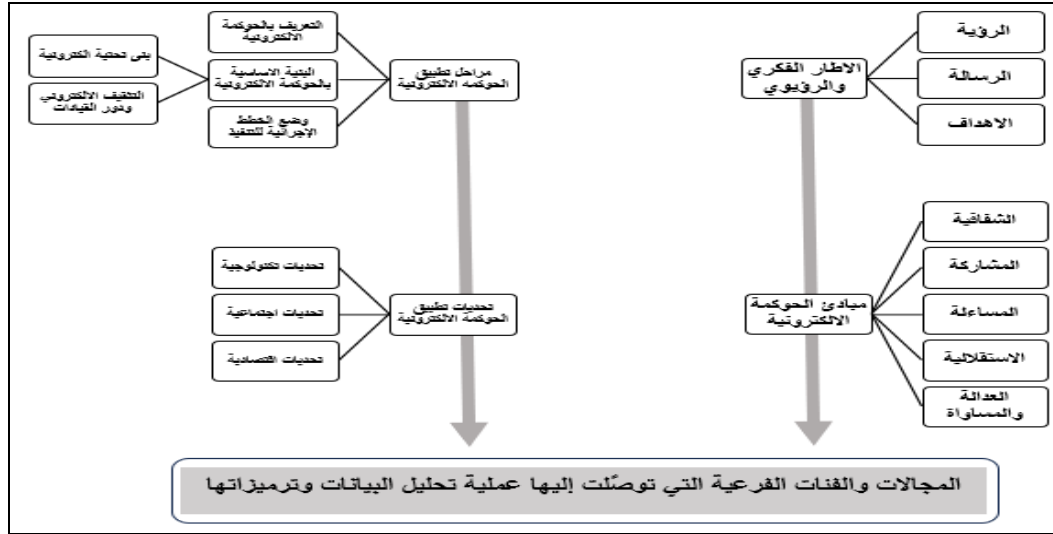 الرؤية
الاطار الفكري
والرؤيوي
الرسالة
الاهداف
التعريف بالحوكمة
الالكترونية
مراحل تطبيق
الحوكمة الالكترونية
البنية الاساسية
بالحوكمة الالكترونية
بنى تحتية الكترونية
التثقيف الالكتروني
ودور القيادات
وضع الخطط
الإجرائية للتنفيذ
الشفافية
المشاركة
مبادئ الحوكمة
الالكترونية
المساءلة
الاستقلالية
العدالة
والمساواة
تحديات تكنولوجية
تحديات تطبيق
الحوكمة الالكترونية
تحديات اجتماعية
تحديات اقتصادية
المجالات والفئات الفرعية التي توصّلت إليها عملية تحليل البيانات وترميزاتها